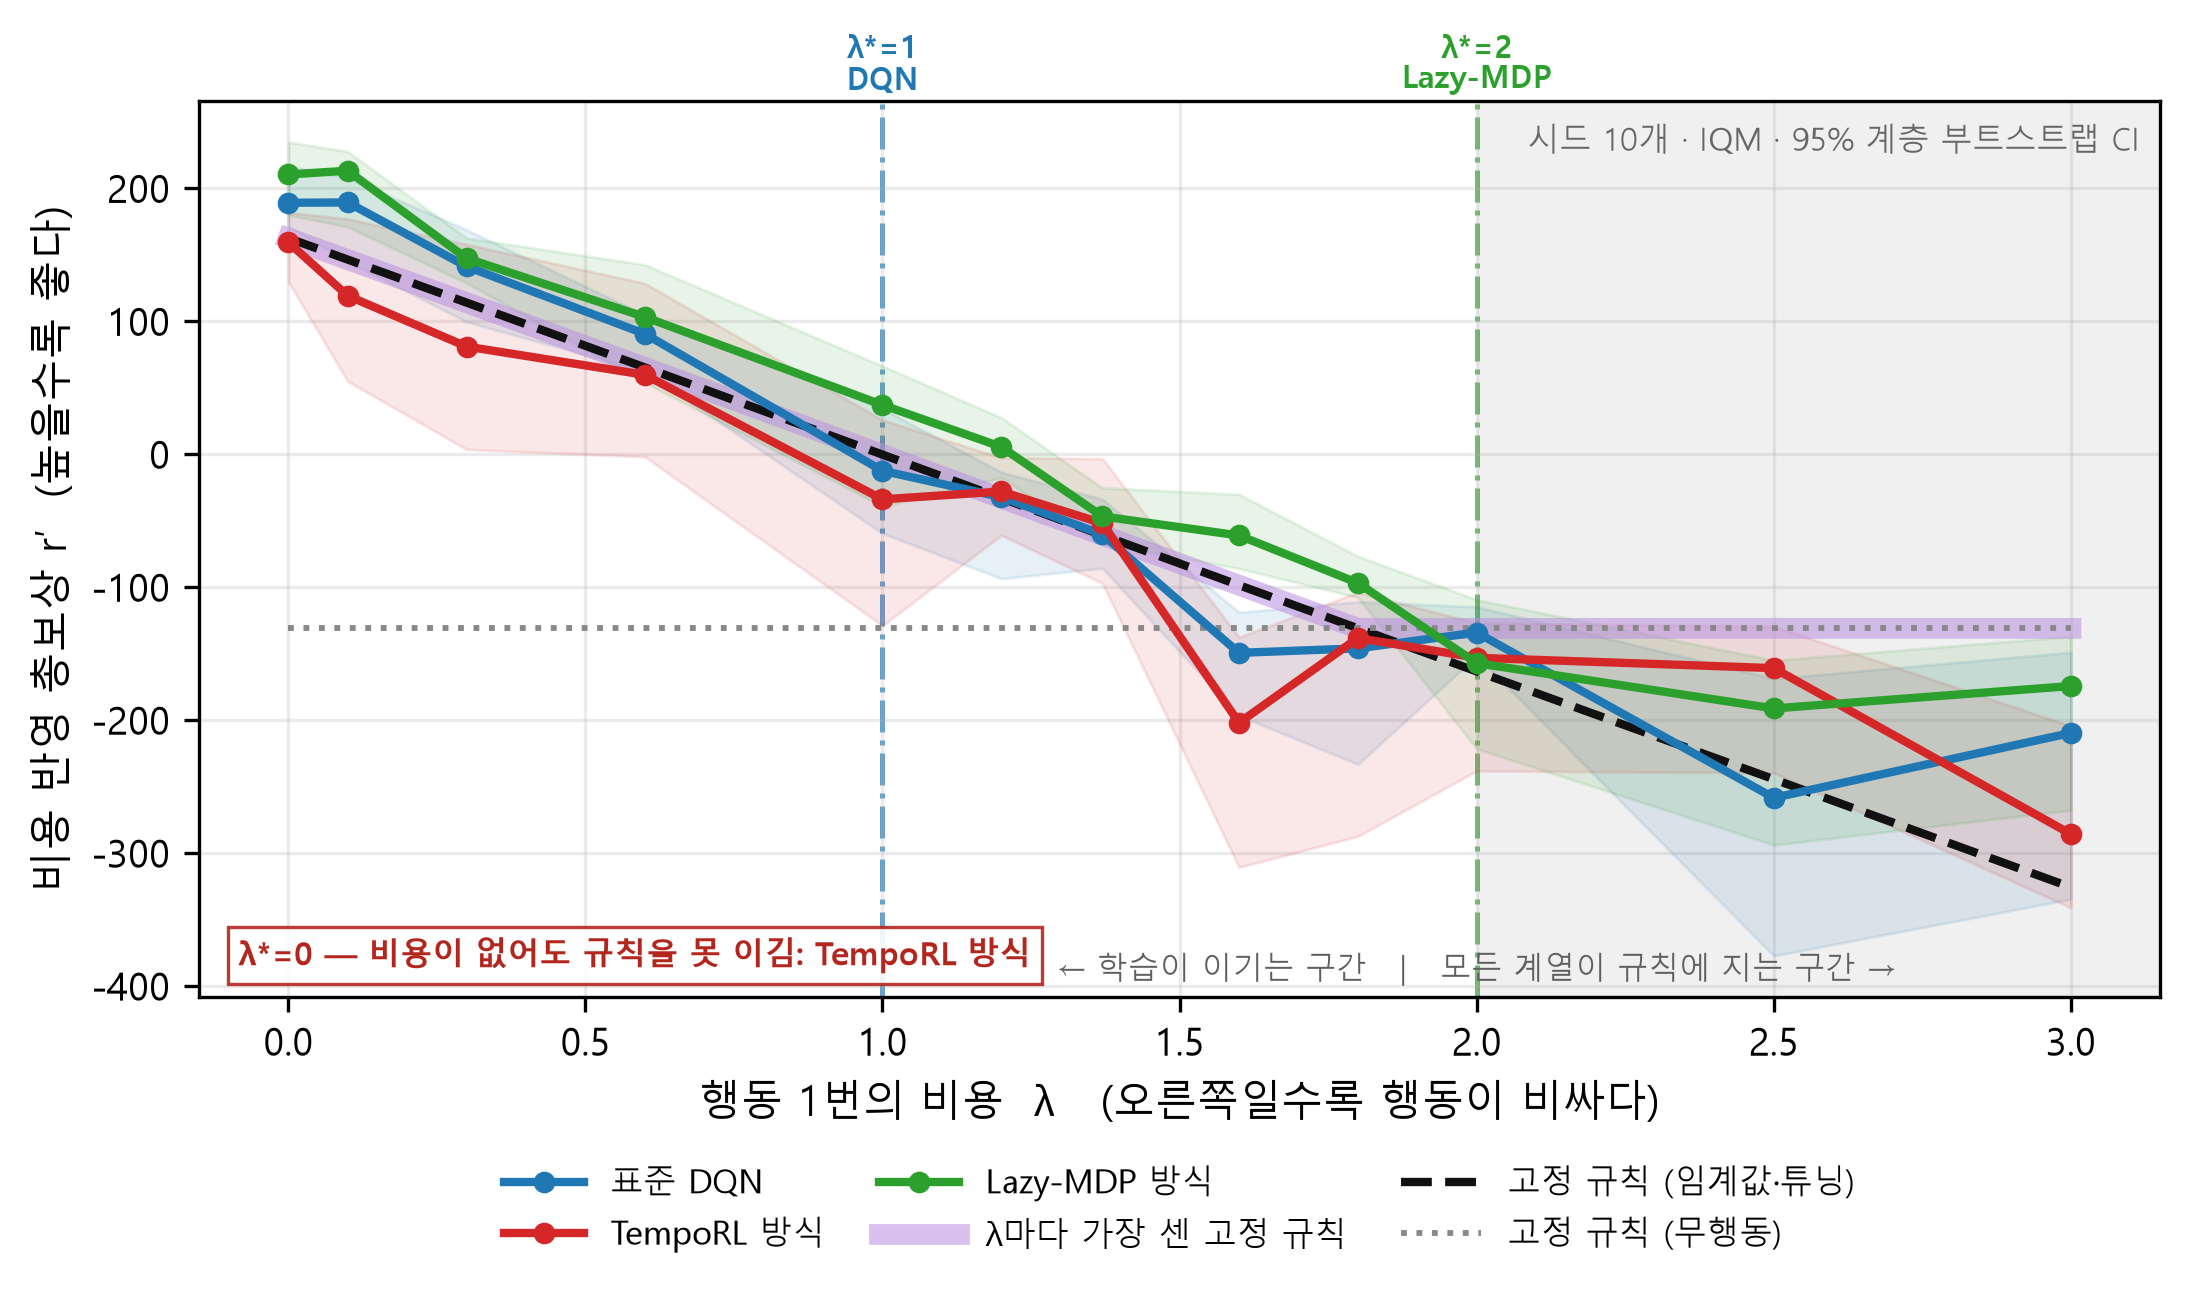 λ*=1
DQN
λ*=2
Lazy-MDP
시드 10개 · IQM · 95% 계층 부트스트랩 CI
비용 반영 총보상 r′ (높을수록 좋다)
200
100
0
-100
-200
-300
-400
λ*=0 — 비용이 없어도 규칙을 못 이김: TempoRL 방식
← 학습이 이기는 구간 | 모든 계열이 규칙에 지는 구간 →
0.0 0.5 1.0 1.5 2.0 2.5 3.0
행동 1번의 비용 λ (오른쪽일수록 행동이 비싸다)
표준 DQN
TempoRL 방식
Lazy-MDP 방식
λ마다 가장 센 고정 규칙
고정 규칙 (임계값·튜닝)
고정 규칙 (무행동)